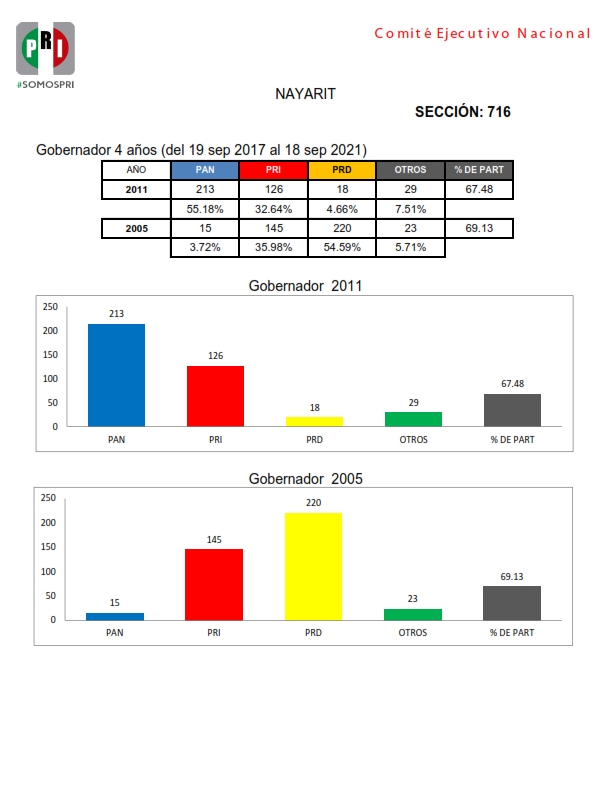 Comité Ejecutivo Nacional
PRI
#SOMOSPRI
NAYARIT
SECCIÓN: 716
Gobernador 4 años (del 19 sep 2017 al 18 sep 2021)
AÑO PAN PRI PRD OTROS % DE PART
2011 213 126 18 29 67.48
55.18% 32.64% 4.66% 7.51%
2005 15 145 220 23 69.13
3.72% 35.98% 54.59% 5.71%
Gobernador 2011
250
200
150
100
50
0
213
126
18
29
67.48
PAN PRI PRD OTROS % DE PART
Gobernador 2005
250
200
150
100
50
0
15
145
220
23
69.13
PAN PRI PRD OTROS % DE PART